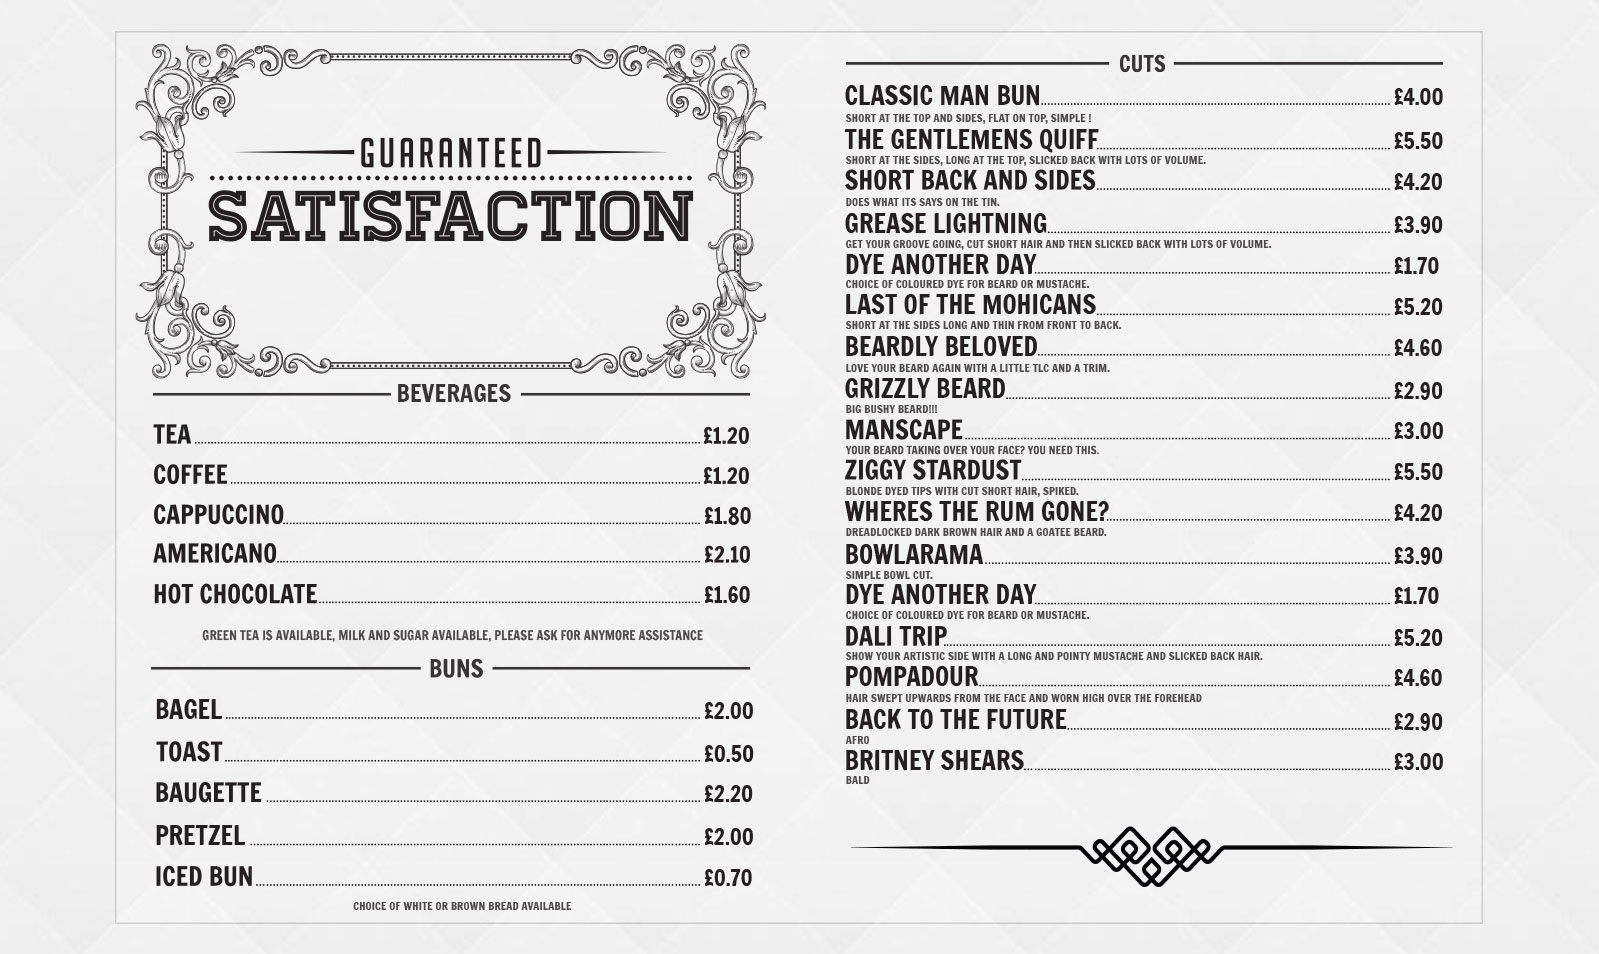 GUARANTEED
SATISFACTION
BEVERAGES
TEA £1.20
COFFEE £1.20
CAPPUCCINO £1.80
AMERICANO £2.10
HOT CHOCOLATE £1.60
GREEN TEA IS AVAILABLE, MILK AND SUGAR AVAILABLE, PLEASE ASK FOR ANYMORE ASSISTANCE
BUNS
BAGEL £2.00
TOAST £0.50
BAUGETTE £2.20
PRETZEL £2.00
ICED BUN £0.70
CHOICE OF WHITE OR BROWN BREAD AVAILABLE
CUTS
CLASSIC MAN BUN £4.00
SHORT AT THE TOP AND SIDES, FLAT ON TOP, SIMPLE !
THE GENTLEMENS QUIFF £5.50
SHORT AT THE SIDES, LONG AT THE TOP, SLICKED BACK WITH LOTS OF VOLUME.
SHORT BACK AND SIDES £4.20
DOES WHAT ITS SAYS ON THE TIN.
GREASE LIGHTNING £3.90
GET YOUR GROOVE GOING, CUT SHORT HAIR AND THEN SLICKED BACK WITH LOTS OF VOLUME.
DYE ANOTHER DAY £1.70
CHOICE OF COLOURED DYE FOR BEARD OR MUSTACHE.
LAST OF THE MOHICANS £5.20
SHORT AT THE SIDES LONG AND THIN FROM FRONT TO BACK.
BEARDLY BELOVED £4.60
LOVE YOUR BEARD AGAIN WITH A LITTLE TLC AND A TRIM.
GRIZZLY BEARD £2.90
BIG BUSHY BEARD!!!
MANSCAPE £3.00
YOUR BEARD TAKING OVER YOUR FACE? YOU NEED THIS.
ZIGGY STARDUST £5.50
BLONDE DYED TIPS WITH CUT SHORT HAIR, SPIKED.
WHERES THE RUM GONE? £4.20
DREADLOCKED DARK BROWN HAIR AND A GOATEE BEARD.
BOWLARAMA £3.90
SIMPLE BOWL CUT.
DYE ANOTHER DAY £1.70
CHOICE OF COLOURED DYE FOR BEARD OR MUSTACHE.
DALI TRIP £5.20
SHOW YOUR ARTISTIC SIDE WITH A LONG AND POINTY MUSTACHE AND SLICKED BACK HAIR.
POMPADOUR £4.60
HAIR SWEPT UPWARDS FROM THE FACE AND WORN HIGH OVER THE FOREHEAD
BACK TO THE FUTURE £2.90
AFRO
BRITNEY SHEARS £3.00
BALD